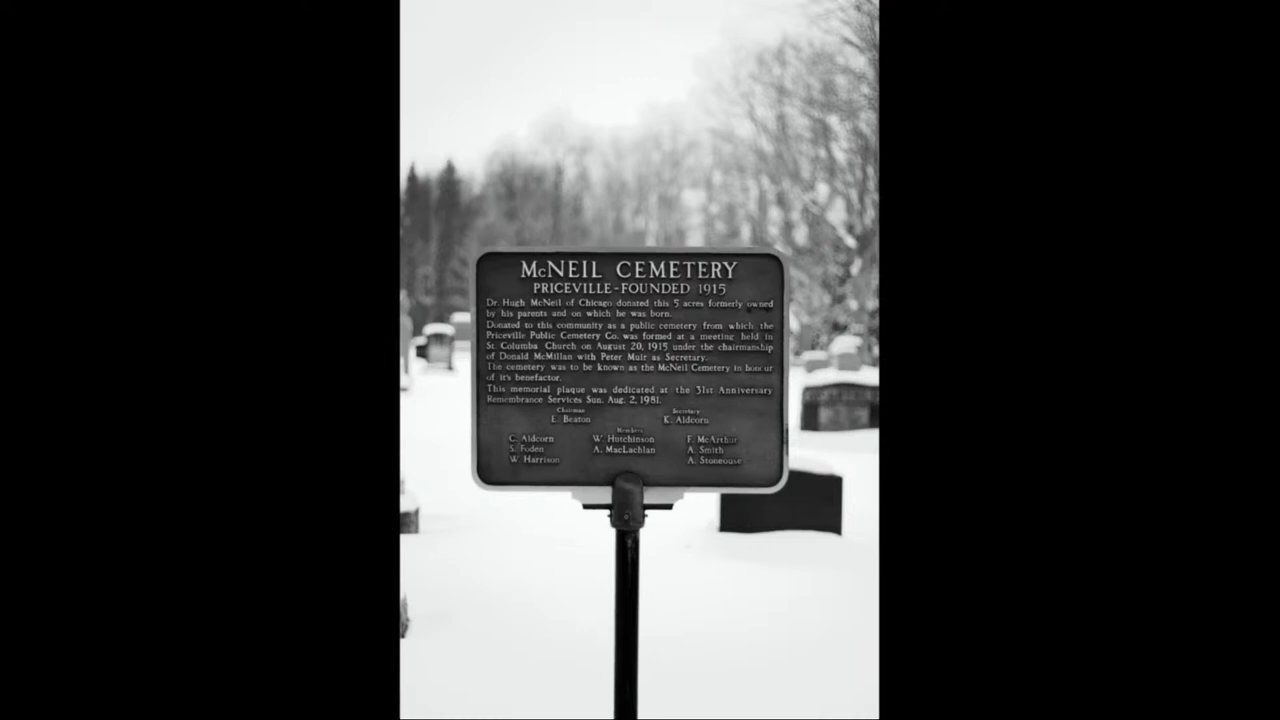 McNEIL CEMETERY
PRICEVILLE-FOUNDED 1915
Dr. Hugh McNeil of Chicago donated this 5 acres formerly owned
by his parents and on which he was born.
Donated to this community as a public cemetery from which the
Priceville Public Cemetery Co. was formed at a meeting held in
St. Columba Church on August 20, 1915 under the chairmanship
of Donald McMillan with Peter Muir as Secretary.
The cemetery was to be known as the McNeil Cemetery in honour
of it's benefactor.
This memorial plaque was dedicated at the 31st Anniversary
Remembrance Services Sun. Aug. 2, 1981.
Chairman Secretary
E. Beaton K. Aldcorn
Members
C. Aldcorn W. Hutchinson F. McArthur
S. Foden A. MacLachlan A. Smith
W. Harrison A. Stoneouse